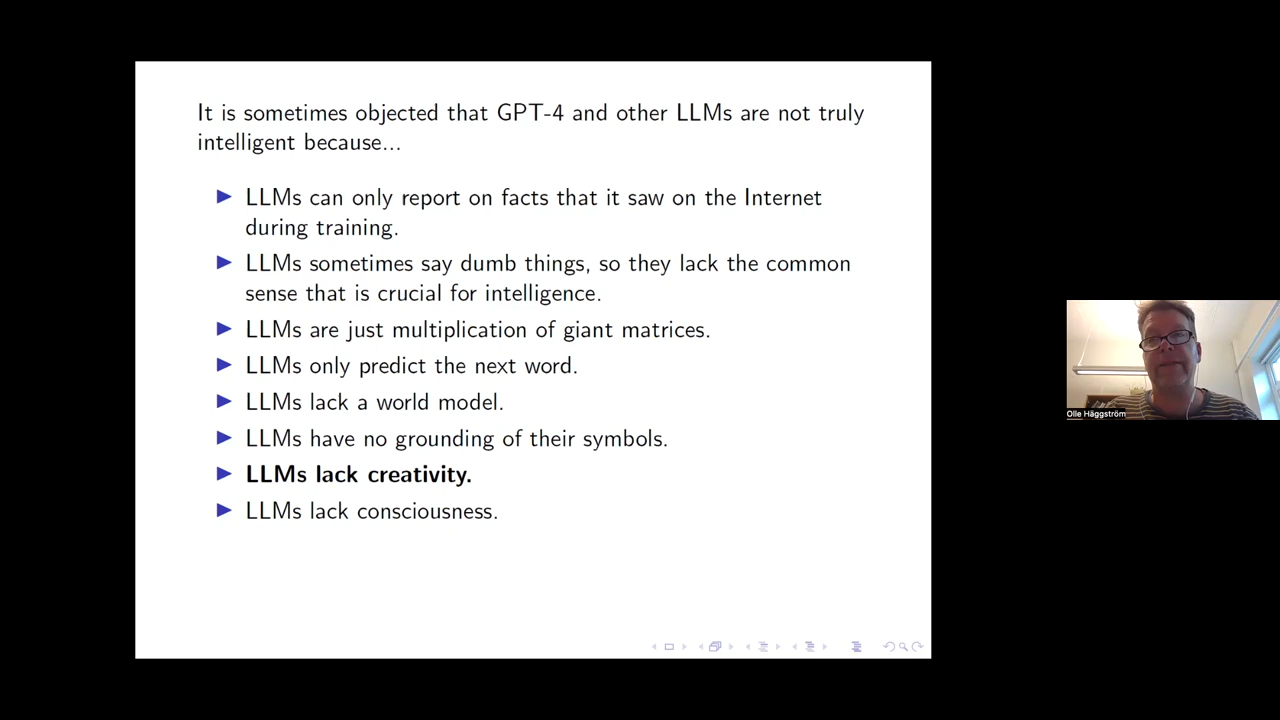 It is sometimes objected that GPT-4 and other LLMs are not truly
intelligent because...
LLMs can only report on facts that it saw on the Internet
during training.
LLMs sometimes say dumb things, so they lack the common
sense that is crucial for intelligence.
LLMs are just multiplication of giant matrices.
LLMs only predict the next word.
LLMs lack a world model.
LLMs have no grounding of their symbols.
LLMs lack creativity.
LLMs lack consciousness.
Olle Häggström